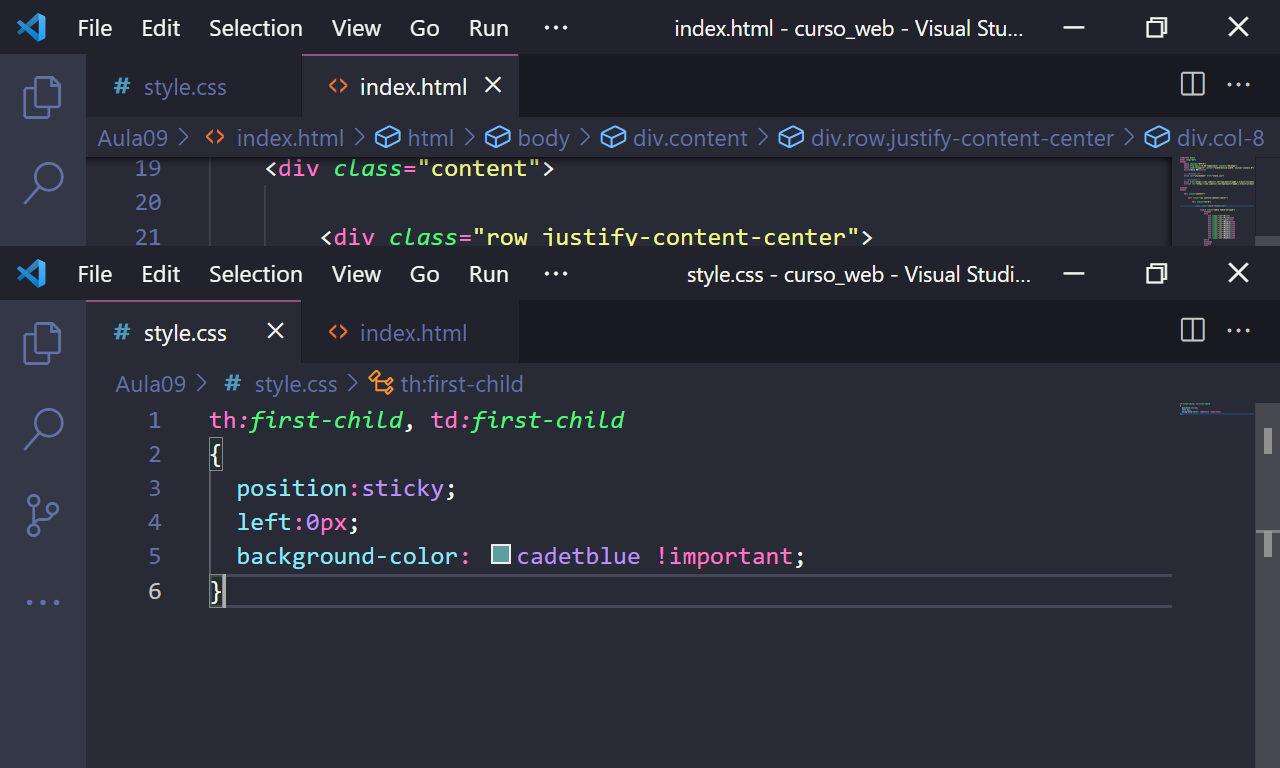 File Edit Selection View Go Run ··· index.html - curso_web - Visual Stu...
# style.css <> index.html
Aula09 > <> index.html > html > body > div.content > div.row.justify-content-center > div.col-8
19 <div class="content">
20
21 <div class="row justify-content-center">
File Edit Selection View Go Run ··· style.css - curso_web - Visual Studi...
# style.css <> index.html
Aula09 > # style.css > th:first-child
1 th:first-child, td:first-child
2 {
3 position:sticky;
4 left:0px;
5 background-color: cadetblue !important;
6 }